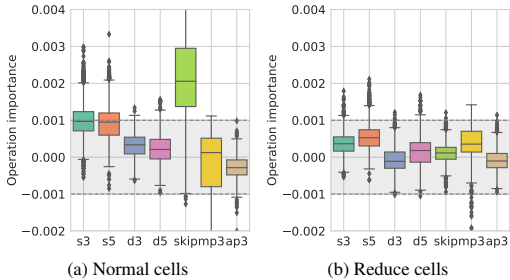 Operation importance
0.004
0.003
0.002
0.001
0.000
-0.001
-0.002
s3 s5 d3 d5 skip mp3 ap3
(a) Normal cells
Operation importance
0.004
0.003
0.002
0.001
0.000
-0.001
-0.002
s3 s5 d3 d5 skip mp3 ap3
(b) Reduce cells